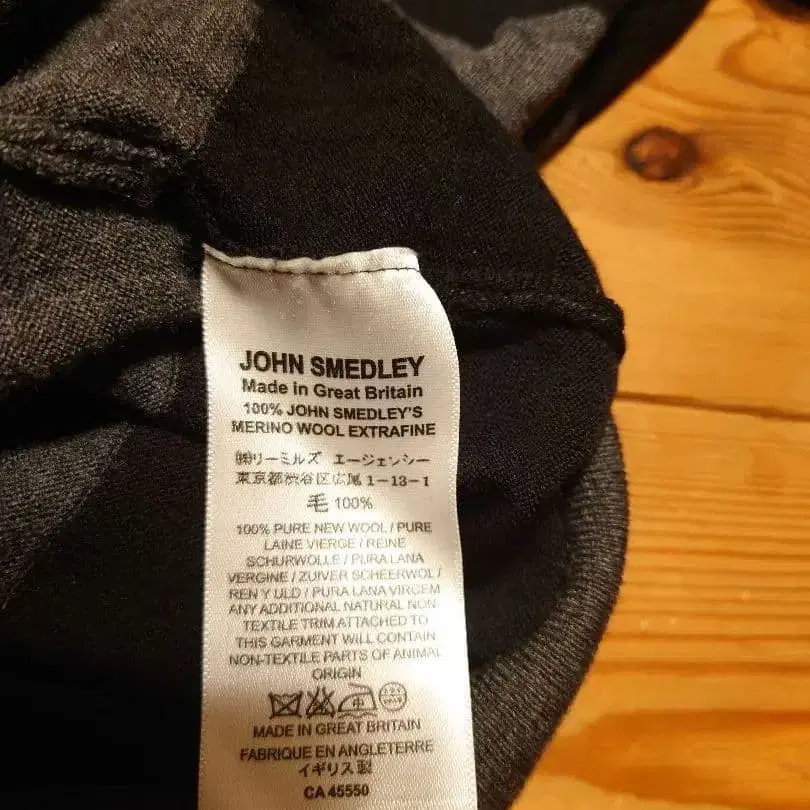 JOHN SMEDLEY
Made in Great Britain
100% JOHN SMEDLEY'S
MERINO WOOL EXTRAFINE
㈱リーミルズ エージェンシー
東京都渋谷区広尾 1-13-1
毛 100%
100% PURE NEW WOOL / PURE
LAINE VIERGE / REINE
SCHURWOLLE / PURA LANA
VERGINE / ZUIVER SCHEERWOL /
REN Y ULD / PURA LANA VIRGEM
ANY ADDITIONAL NATURAL NON
TEXTILE TRIM ATTACHED TO
THIS GARMENT WILL CONTAIN
NON-TEXTILE PARTS OF ANIMAL
ORIGIN
MADE IN GREAT BRITAIN
FABRIQUE EN ANGLETERRE
イギリス製
CA 45550